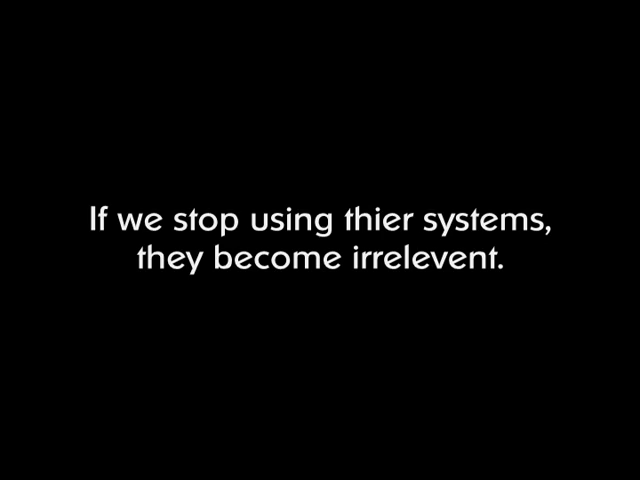 If we stop using thier systems,
they become irrelevent.